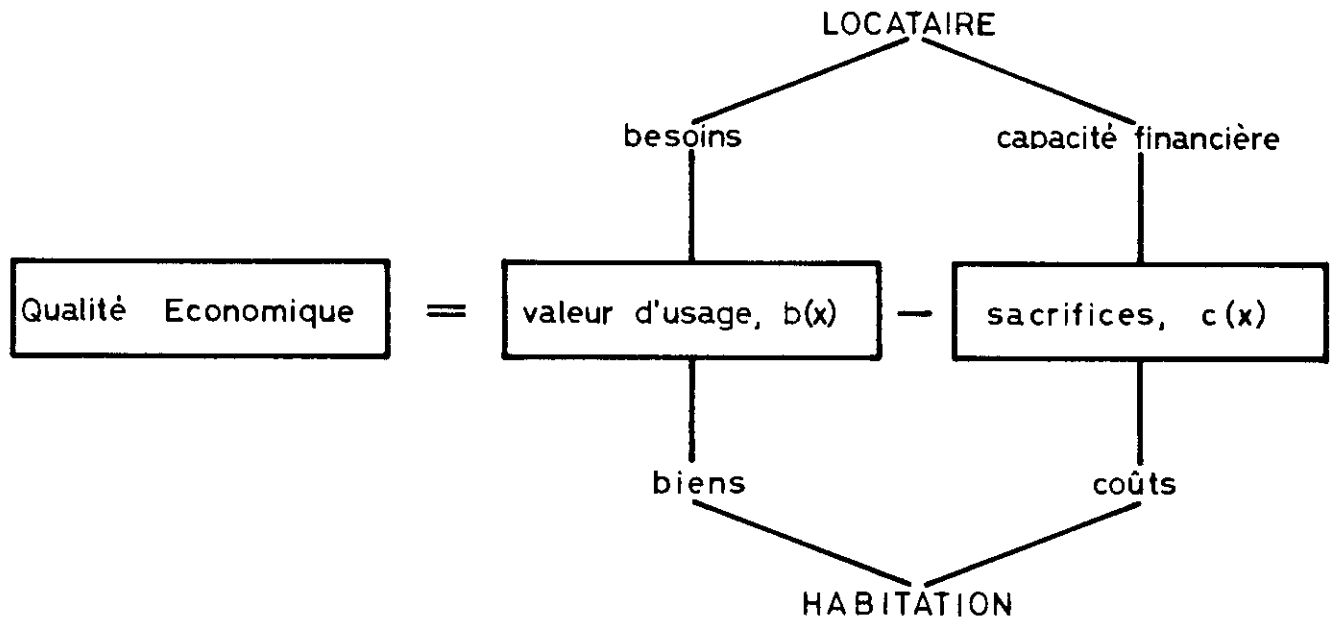 LOCATAIRE
besoins capacité financière
Qualité Economique = valeur d'usage, b(x) - sacrifices, c(x)
biens coûts
HABITATION